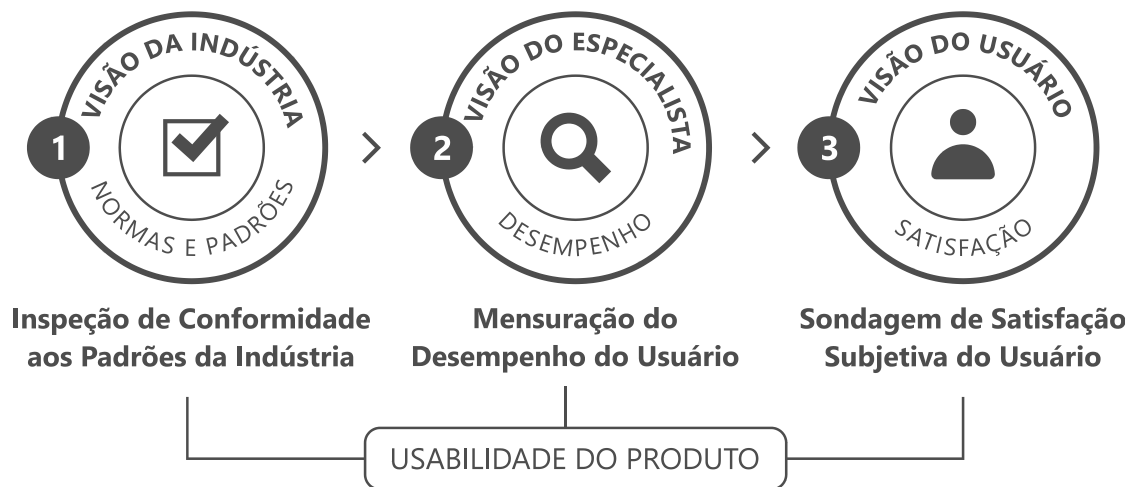 VISÃO DA INDÚSTRIA
1
NORMAS E PADRÕES
Inspeção de Conformidade
aos Padrões da Indústria
VISÃO DO ESPECIALISTA
2
DESEMPENHO
Mensuração do
Desempenho do Usuário
VISÃO DO USUÁRIO
3
SATISFAÇÃO
Sondagem de Satisfação
Subjetiva do Usuário
USABILIDADE DO PRODUTO